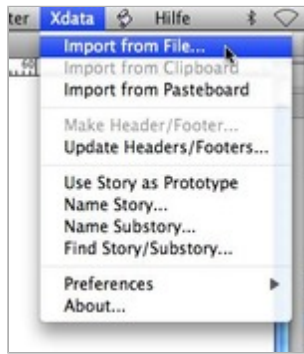 ter Xdata Hilfe
Import from File...
Import from Clipboard
Import from Pasteboard
Make Header/Footer...
Update Headers/Footers...
Use Story as Prototype
Name Story...
Name Substory...
Find Story/Substory...
Preferences
About...